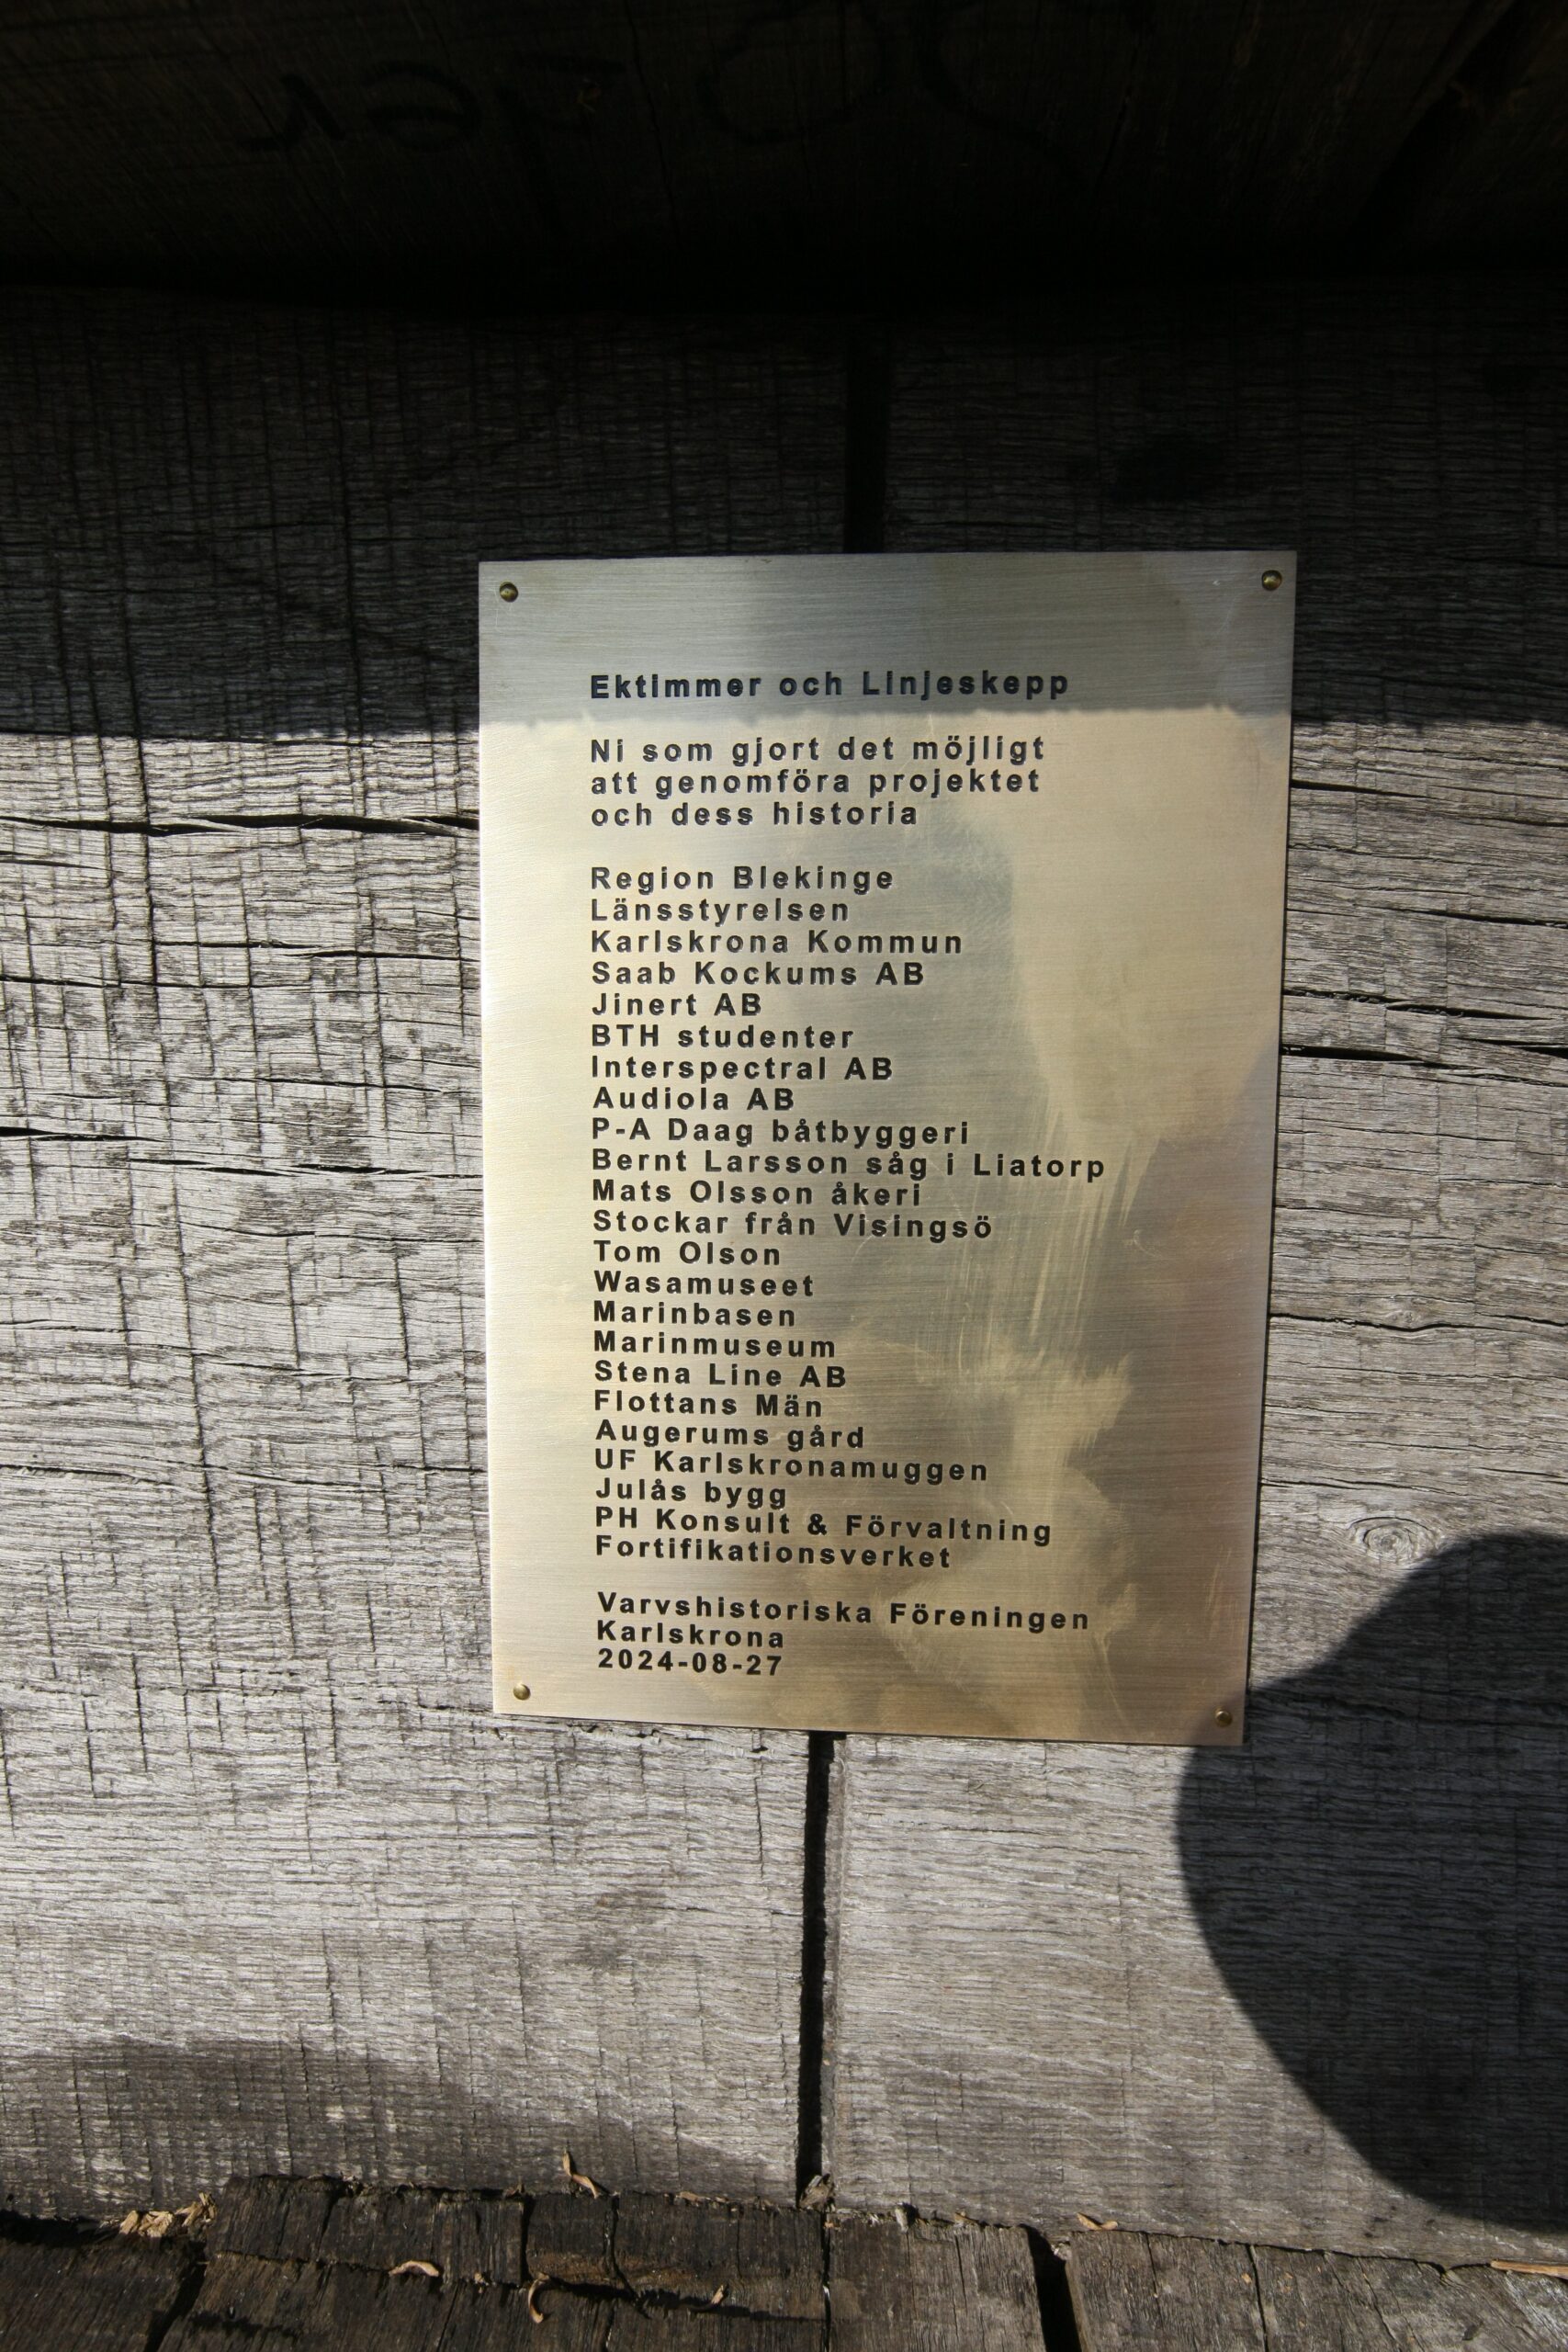 Ektimmer och Linjeskepp
Ni som gjort det möjligt
att genomföra projektet
och dess historia
Region Blekinge
Länsstyrelsen
Karlskrona Kommun
Saab Kockums AB
Jinert AB
BTH studenter
Interspectral AB
Audiola AB
P-A Daag båtbyggeri
Bernt Larsson såg i Liatorp
Mats Olsson åkeri
Stockar från Visingsö
Tom Olson
Wasamuseet
Marinbasen
Marinmuseum
Stena Line AB
Flottans Män
Augerums gård
UF Karlskronamuggen
Julås bygg
PH Konsult & Förvaltning
Fortifikationsverket
Varvshistoriska Föreningen
Karlskrona
2024-08-27